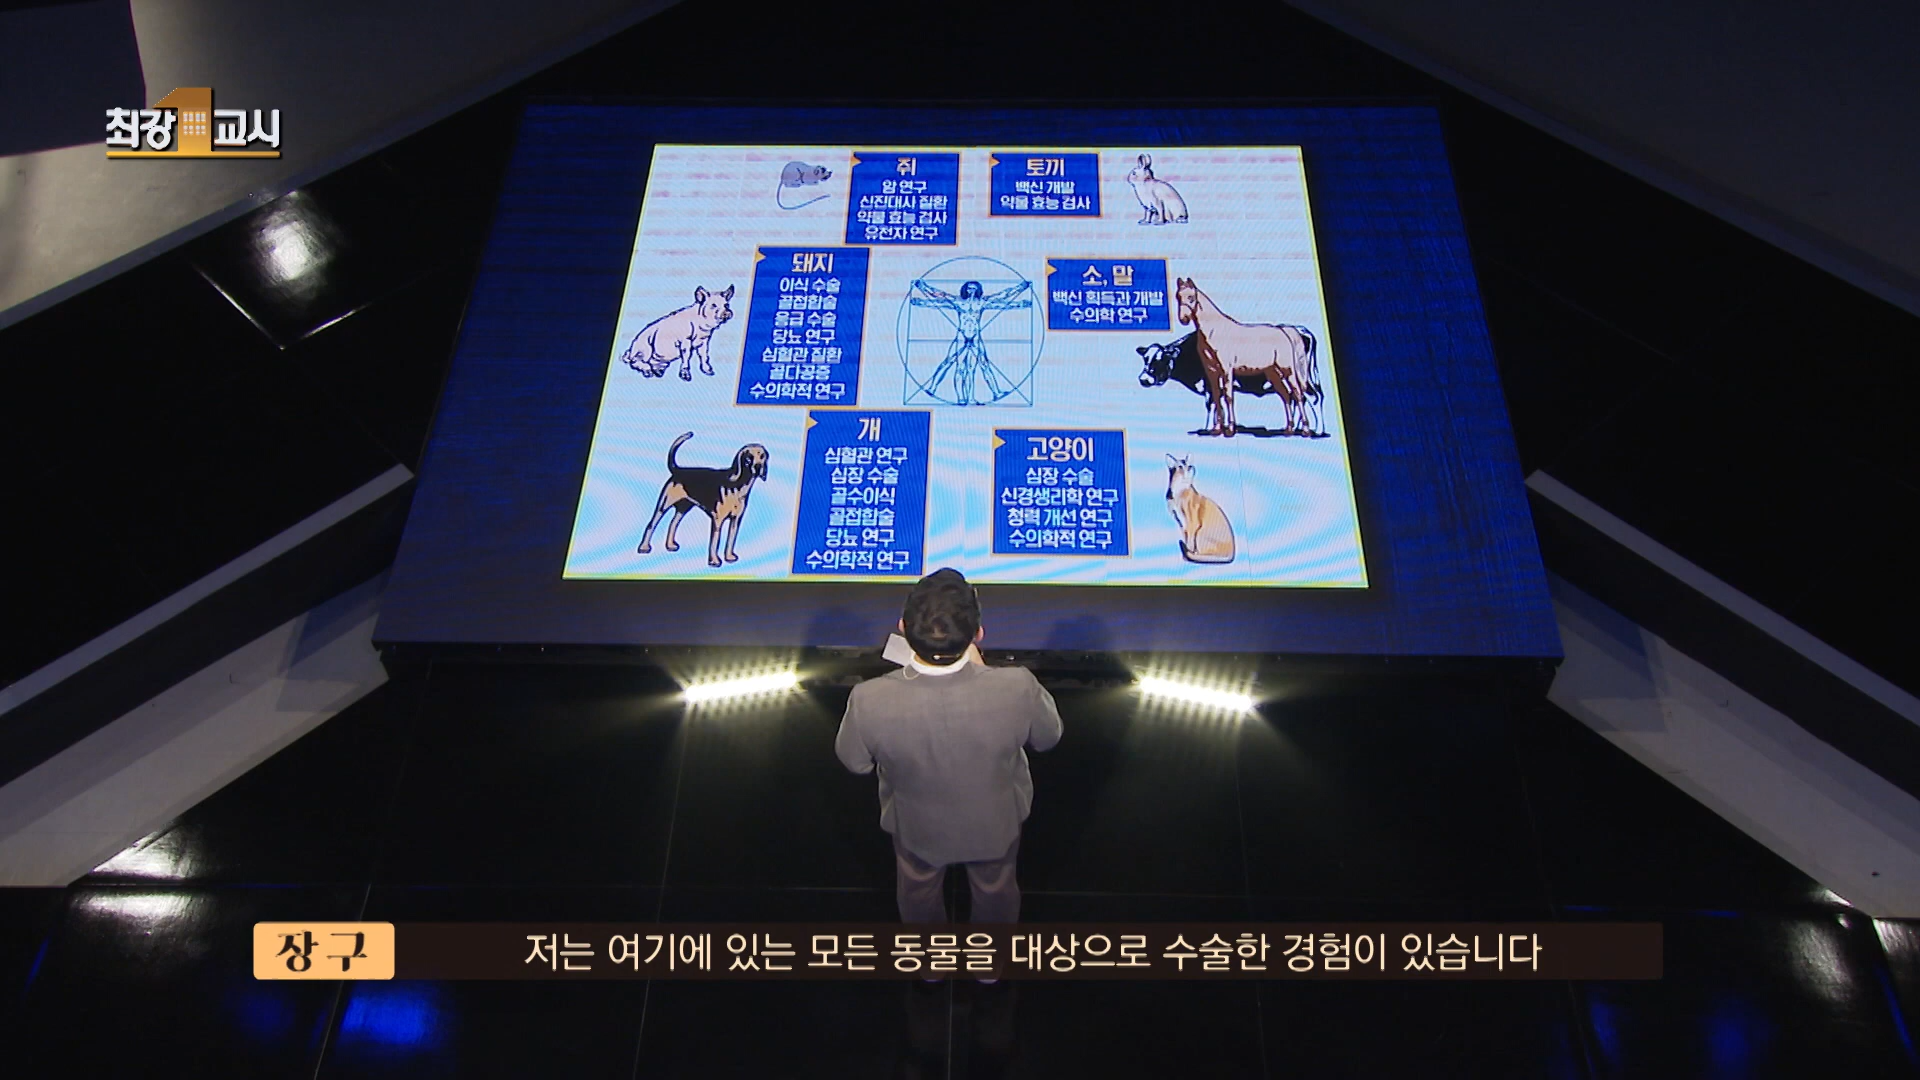 최강1교시
쥐
암 연구
신진대사 질환
약물 효능 검사
유전자 연구
토끼
백신 개발
약물 효능 검사
돼지
이식 수술
골접합술
응급 수술
당뇨 연구
심혈관 질환
골다공증
수의학적 연구
소, 말
백신 획득과 개발
수의학 연구
개
심혈관 연구
심장 수술
골수이식
골접합술
당뇨 연구
수의학적 연구
고양이
심장 수술
신경생리학 연구
청력 개선 연구
수의학적 연구
장구 저는 여기에 있는 모든 동물을 대상으로 수술한 경험이 있습니다